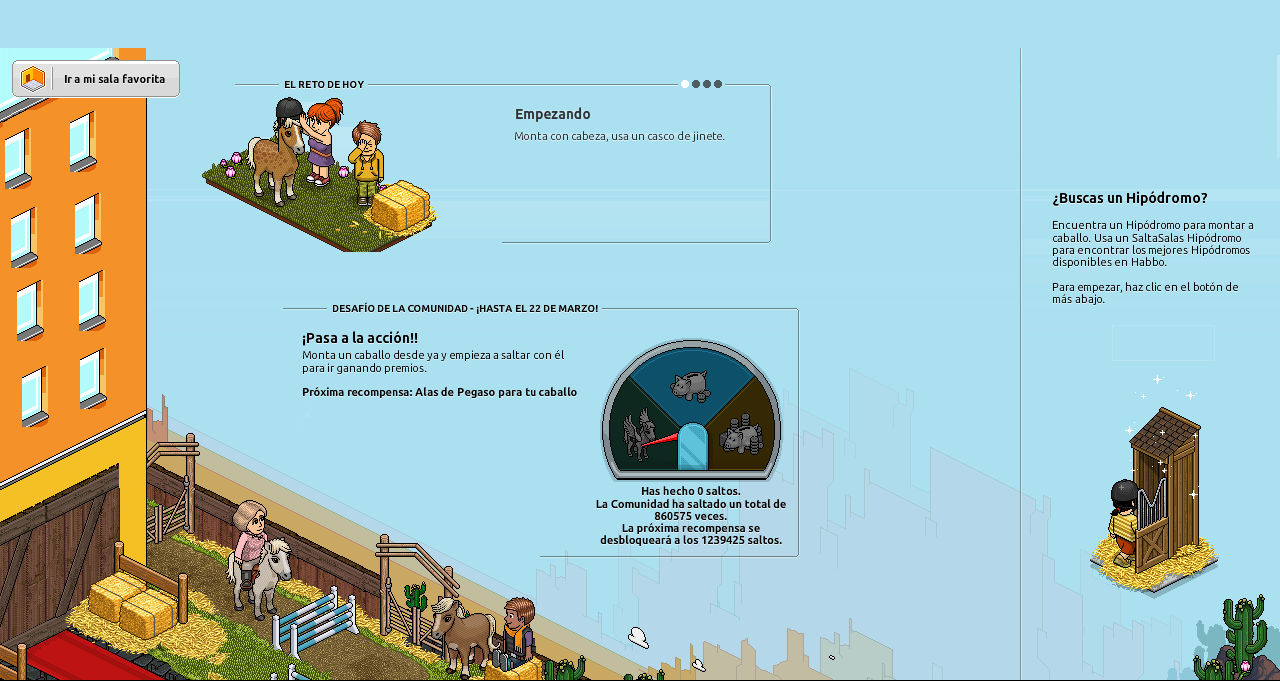 Ir a mi sala favorita
EL RETO DE HOY
Empezando
Monta con cabeza, usa un casco de jinete.
DESAFÍO DE LA COMUNIDAD - ¡HASTA EL 22 DE MARZO!
¡Pasa a la acción!!
Monta un caballo desde ya y empieza a saltar con él
para ir ganando premios.
Próxima recompensa: Alas de Pegaso para tu caballo
Has hecho 0 saltos.
La Comunidad ha saltado un total de
860575 veces.
La próxima recompensa se
desbloqueará a los 1239425 saltos.
¿Buscas un Hipódromo?
Encuentra un Hipódromo para montar a
caballo. Usa un SaltaSalas Hipódromo
para encontrar los mejores Hipódromos
disponibles en Habbo.
Para empezar, haz clic en el botón de
más abajo.